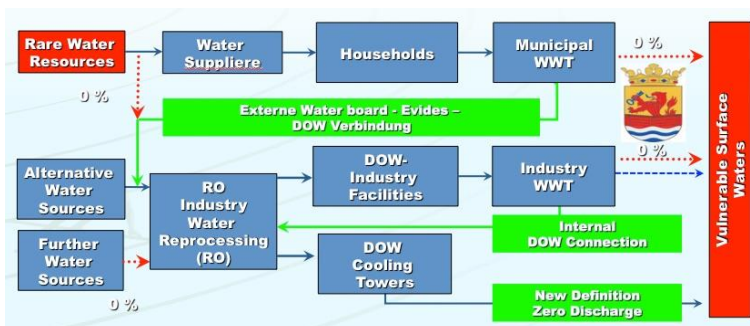 Rare Water
Resources
Water
Suppliere
Households
Municipal
WWT
0 %
0 %
Externe Water board - Evides –
DOW Verbindung
0 %
Alternative
Water
Sources
RO
Industry
Water
Reprocessing
(RO)
DOW-
Industry
Facilities
Industry
WWT
Vulnerable Surface
Waters
Internal
DOW Connection
Further
Water
Sources
0 %
DOW
Cooling
Towers
New Definition
Zero Discharge